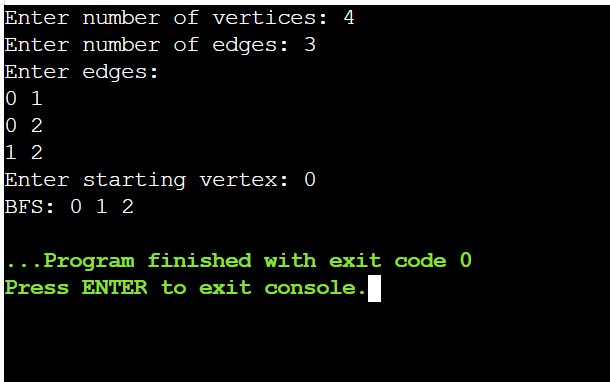 Enter number of vertices: 4
Enter number of edges: 3
Enter edges:
0 1
0 2
1 2
Enter starting vertex: 0
BFS: 0 1 2
...Program finished with exit code 0
Press ENTER to exit console.